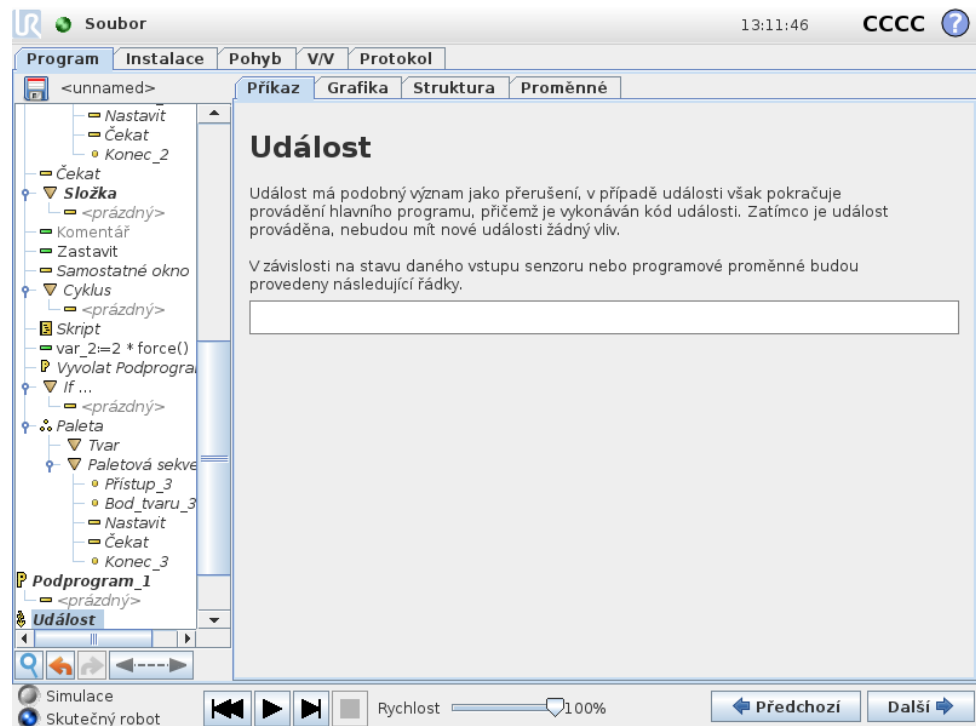 Soubor
13:11:46
CCCC
?
Program Instalace Pohyb V/V Protokol
<unnamed>
Příkaz Grafika Struktura Proměnné
Nastavit
Čekat
Konec_2
Čekat
Složka
<prázdný>
Komentář
Zastavit
Samostatné okno
Cyklus
<prázdný>
Skript
var_2:=2 * force()
Vyvolat Podprogra
If ...
<prázdný>
Paleta
Tvar
Paletová sekve
Přístup_3
Bod_tvaru_3
Nastavit
Čekat
Konec_3
Podprogram_1
<prázdný>
Událost
Událost
Událost má podobný význam jako přerušení, v případě události však pokračuje
provádění hlavního programu, přičemž je vykonáván kód události. Zatímco je událost
prováděna, nebudou mít nové události žádný vliv.
V závislosti na stavu daného vstupu senzoru nebo programové proměnné budou
provedeny následující řádky.
Simulace
Skutečný robot
Rychlost 100%
Předchozí
Další